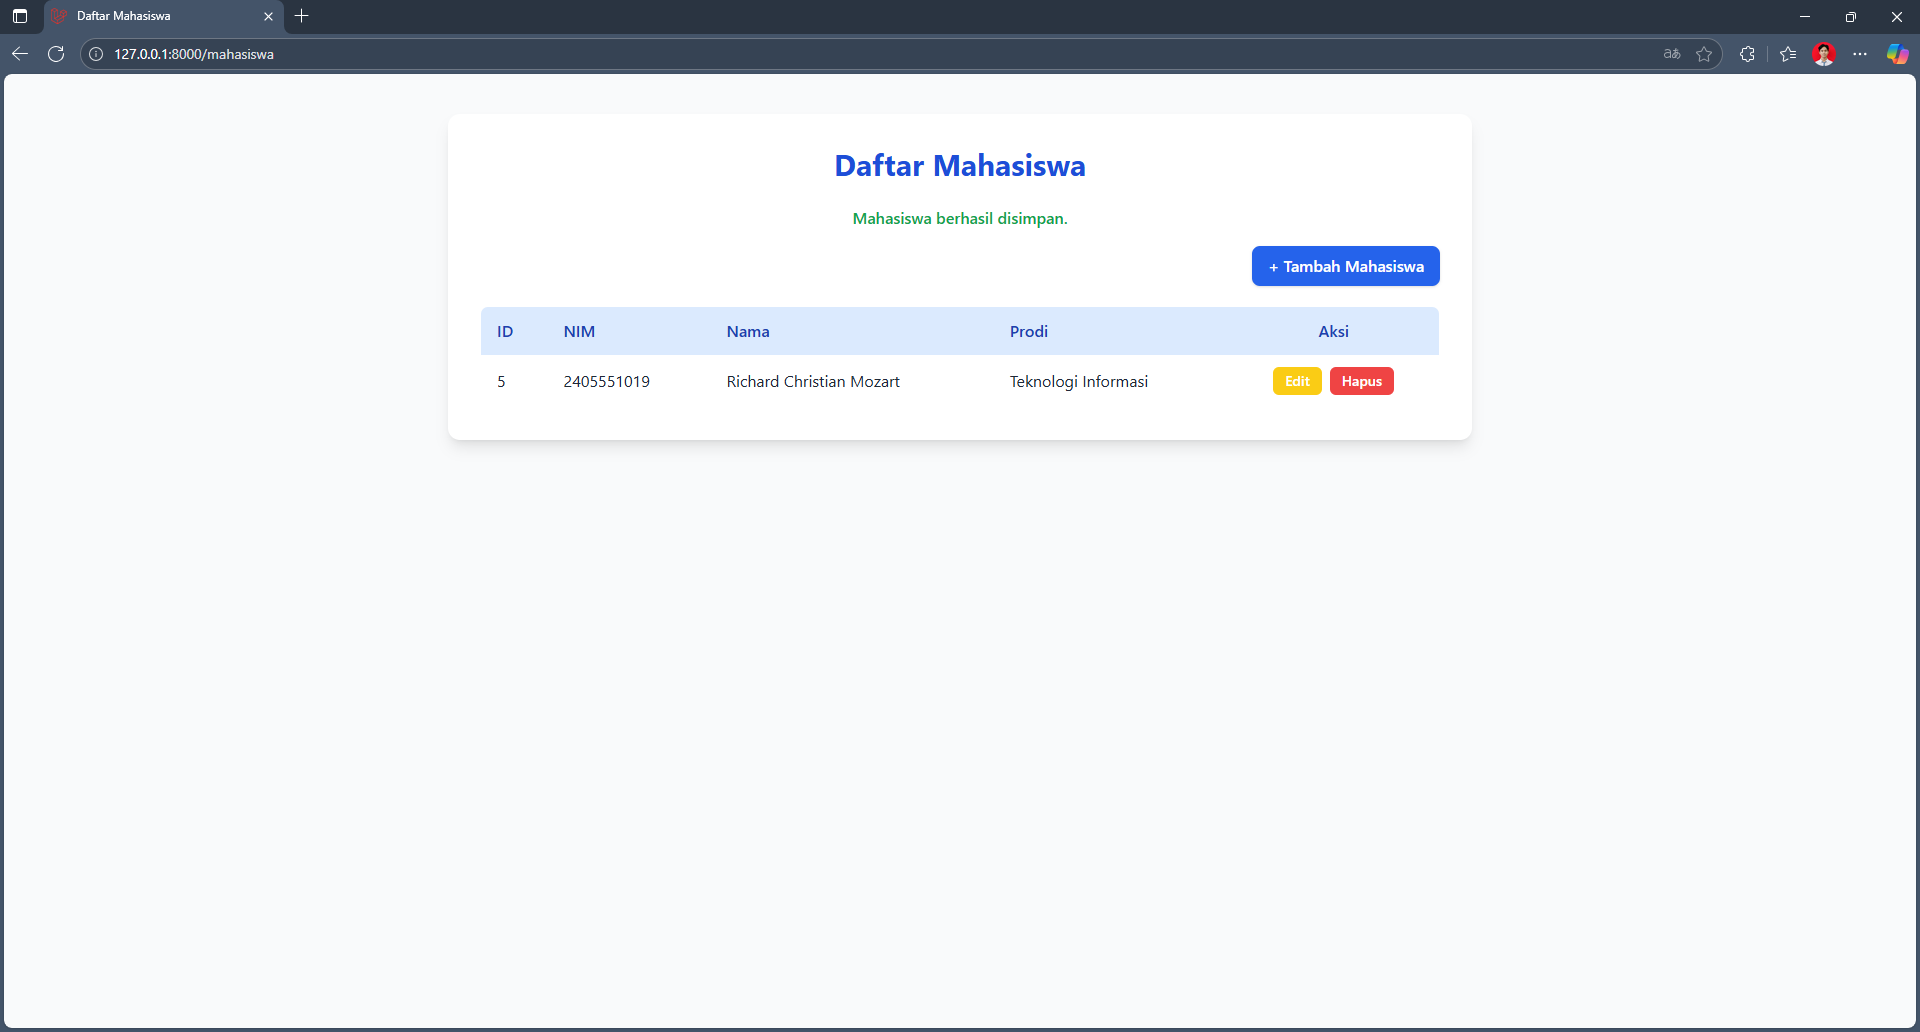 Daftar Mahasiswa
127.0.0.1:8000/mahasiswa
Daftar Mahasiswa
Mahasiswa berhasil disimpan.
+ Tambah Mahasiswa
ID NIM Nama Prodi Aksi
5 2405551019 Richard Christian Mozart Teknologi Informasi Edit Hapus